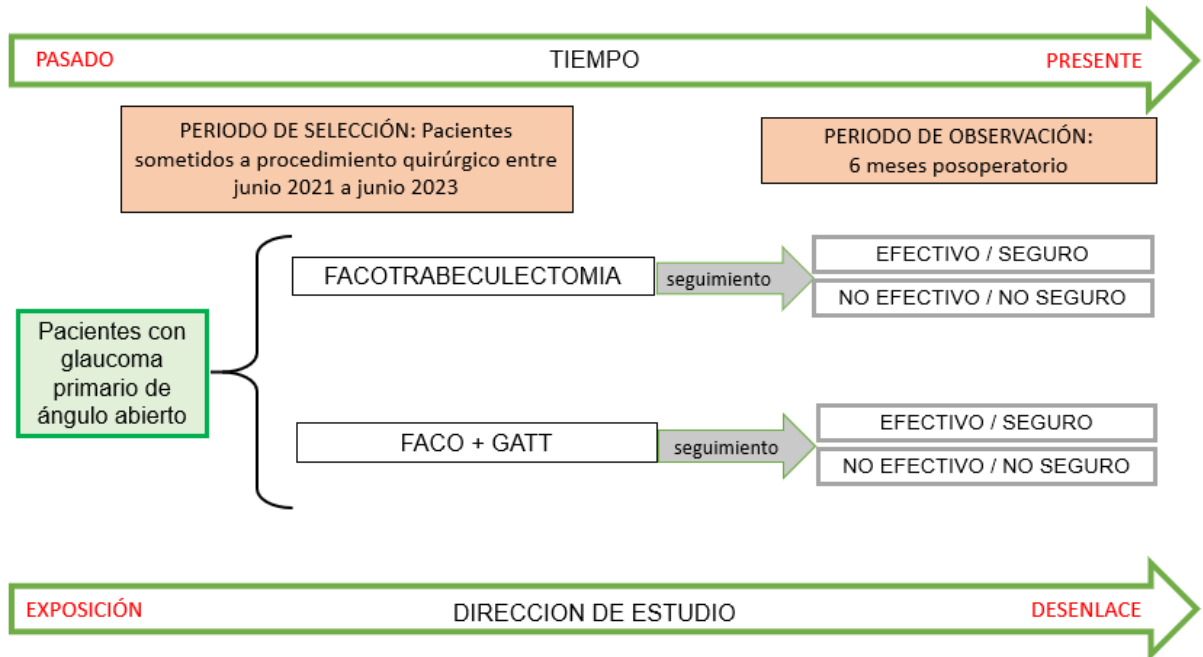 PASADO
TIEMPO
PRESENTE
PERIODO DE SELECCIÓN: Pacientes
sometidos a procedimiento quirúrgico entre
junio 2021 a junio 2023
PERIODO DE OBSERVACIÓN:
6 meses posoperatorio
Pacientes con
glaucoma
primario de
ángulo abierto
FACOTRABECULECTOMIA
seguimiento
EFECTIVO / SEGURO
NO EFECTIVO / NO SEGURO
FACO + GATT
seguimiento
EFECTIVO / SEGURO
NO EFECTIVO / NO SEGURO
EXPOSICIÓN
DIRECCION DE ESTUDIO
DESENLACE